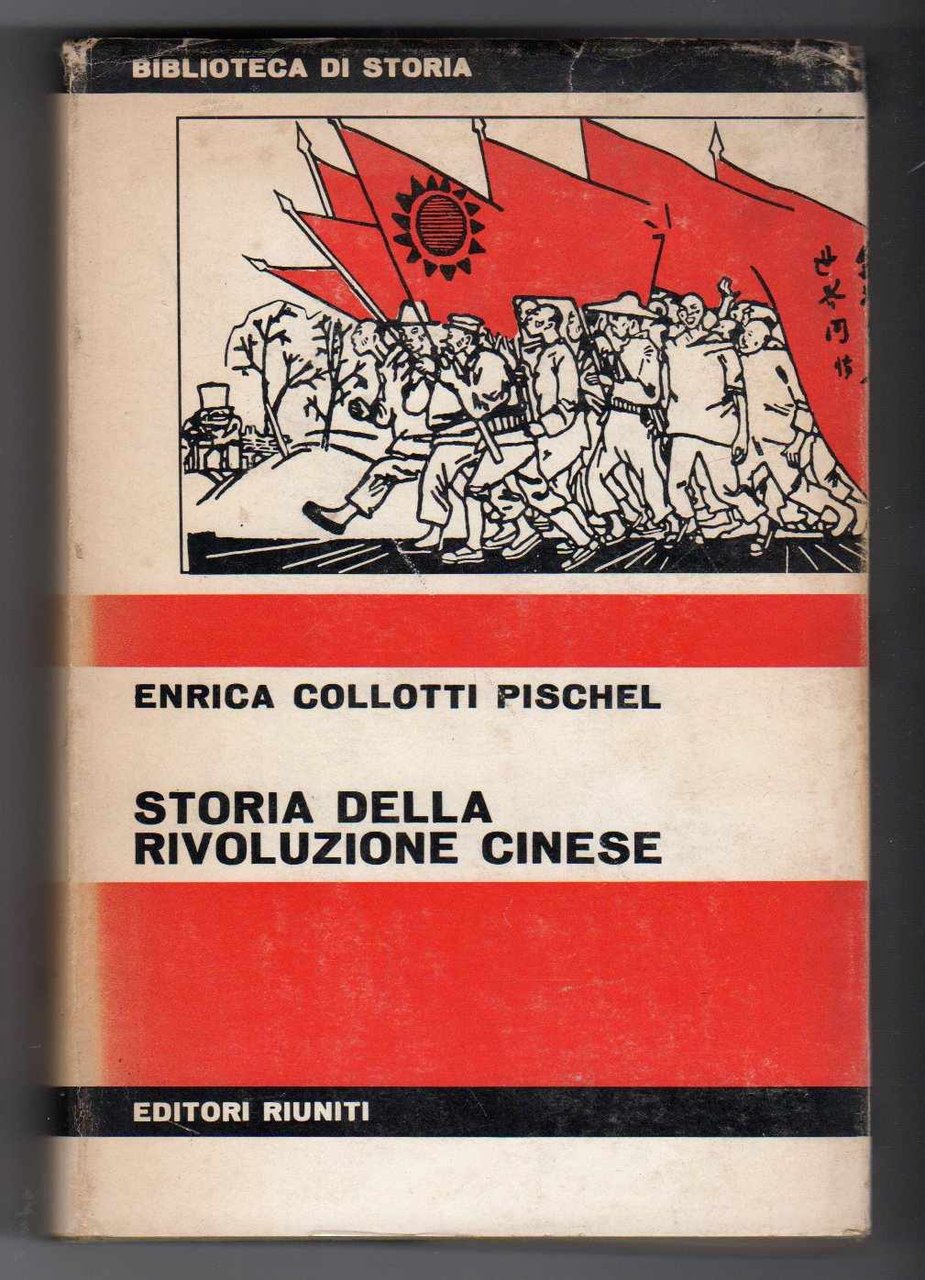 BIBLIOTECA DI STORIA
ENRICA COLLOTTI PISCHEL
STORIA DELLA
RIVOLUZIONE CINESE
EDITORI RIUNITI